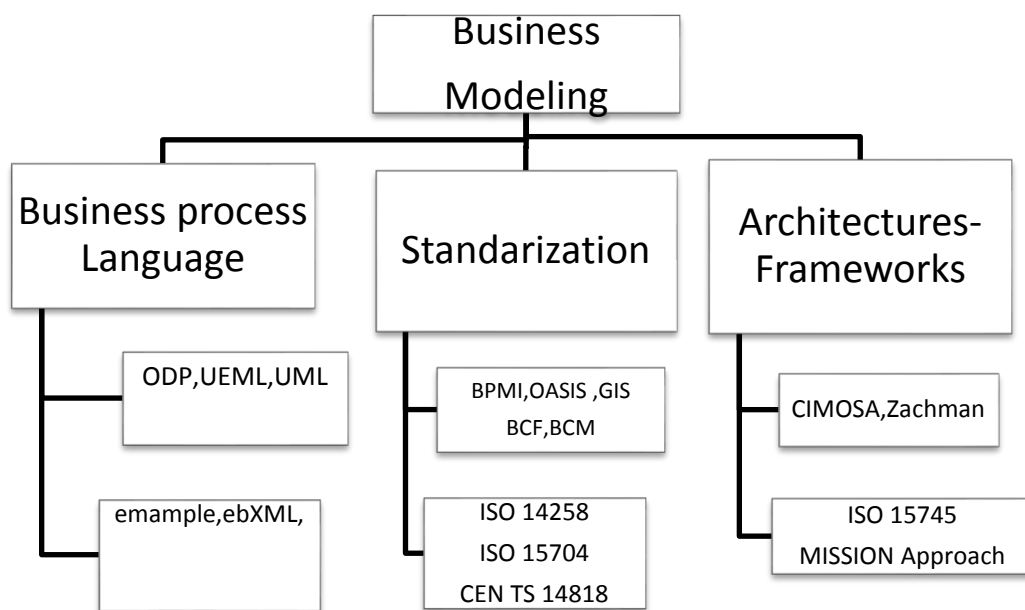 Business
Modeling
Business process
Language
Standarization
Architectures-
Frameworks
ODP,UEML,UML
BPMI,OASIS ,GIS
BCF,BCM
CIMOSA,Zachman
emample,ebXML,
ISO 14258
ISO 15704
CEN TS 14818
ISO 15745
MISSION Approach